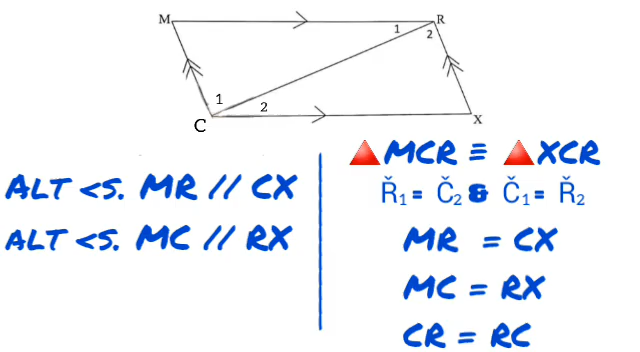 M R
1 2
1 2
C X
ALT <S. MR // CX
ALT <S. MC // RX
🔺MCR ≡ 🔺XCR
Ř₁ = Č₂ & Č₁ = Ř₂
MR = CX
MC = RX
CR = RC